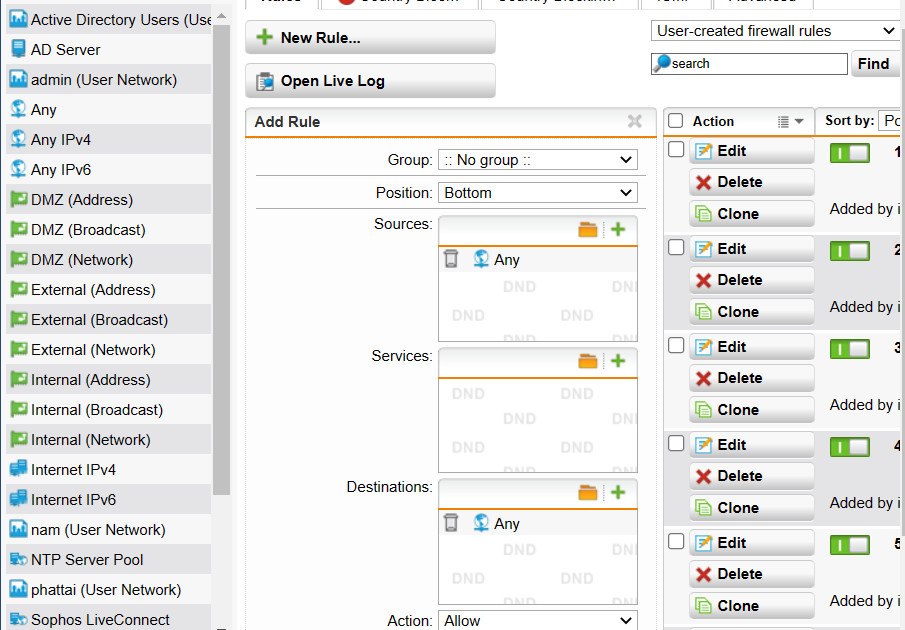 Active Directory Users (Use
AD Server
admin (User Network)
Any
Any IPv4
Any IPv6
DMZ (Address)
DMZ (Broadcast)
DMZ (Network)
External (Address)
External (Broadcast)
External (Network)
Internal (Address)
Internal (Broadcast)
Internal (Network)
Internet IPv4
Internet IPv6
nam (User Network)
NTP Server Pool
phattai (User Network)
Sophos LiveConnect
New Rule...
Open Live Log
Add Rule
Group: :: No group ::
Position: Bottom
Sources:
Any
DND DND
DND DND
DND DND
Services:
DND DND
DND DND
DND DND
DND DND
Destinations:
Any
DND DND
DND DND
DND DND
Action: Allow
User-created firewall rules
search Find
Action Sort by: Po
Edit 1
Delete
Clone Added by i
Edit 2
Delete
Clone Added by i
Edit 3
Delete
Clone Added by i
Edit 4
Delete
Clone Added by i
Edit 5
Delete
Clone Added by i